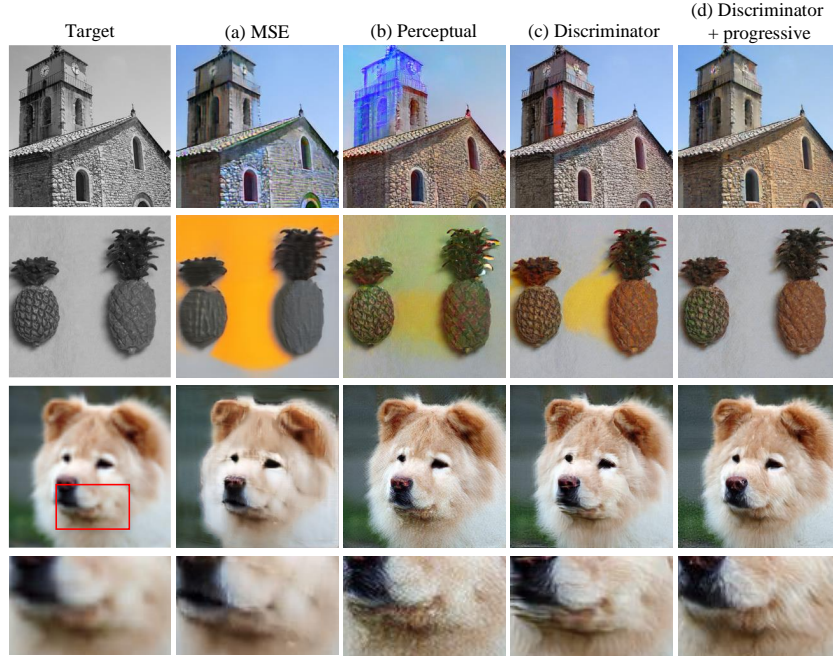 Target
(a) MSE
(b) Perceptual
(c) Discriminator
(d) Discriminator
+ progressive